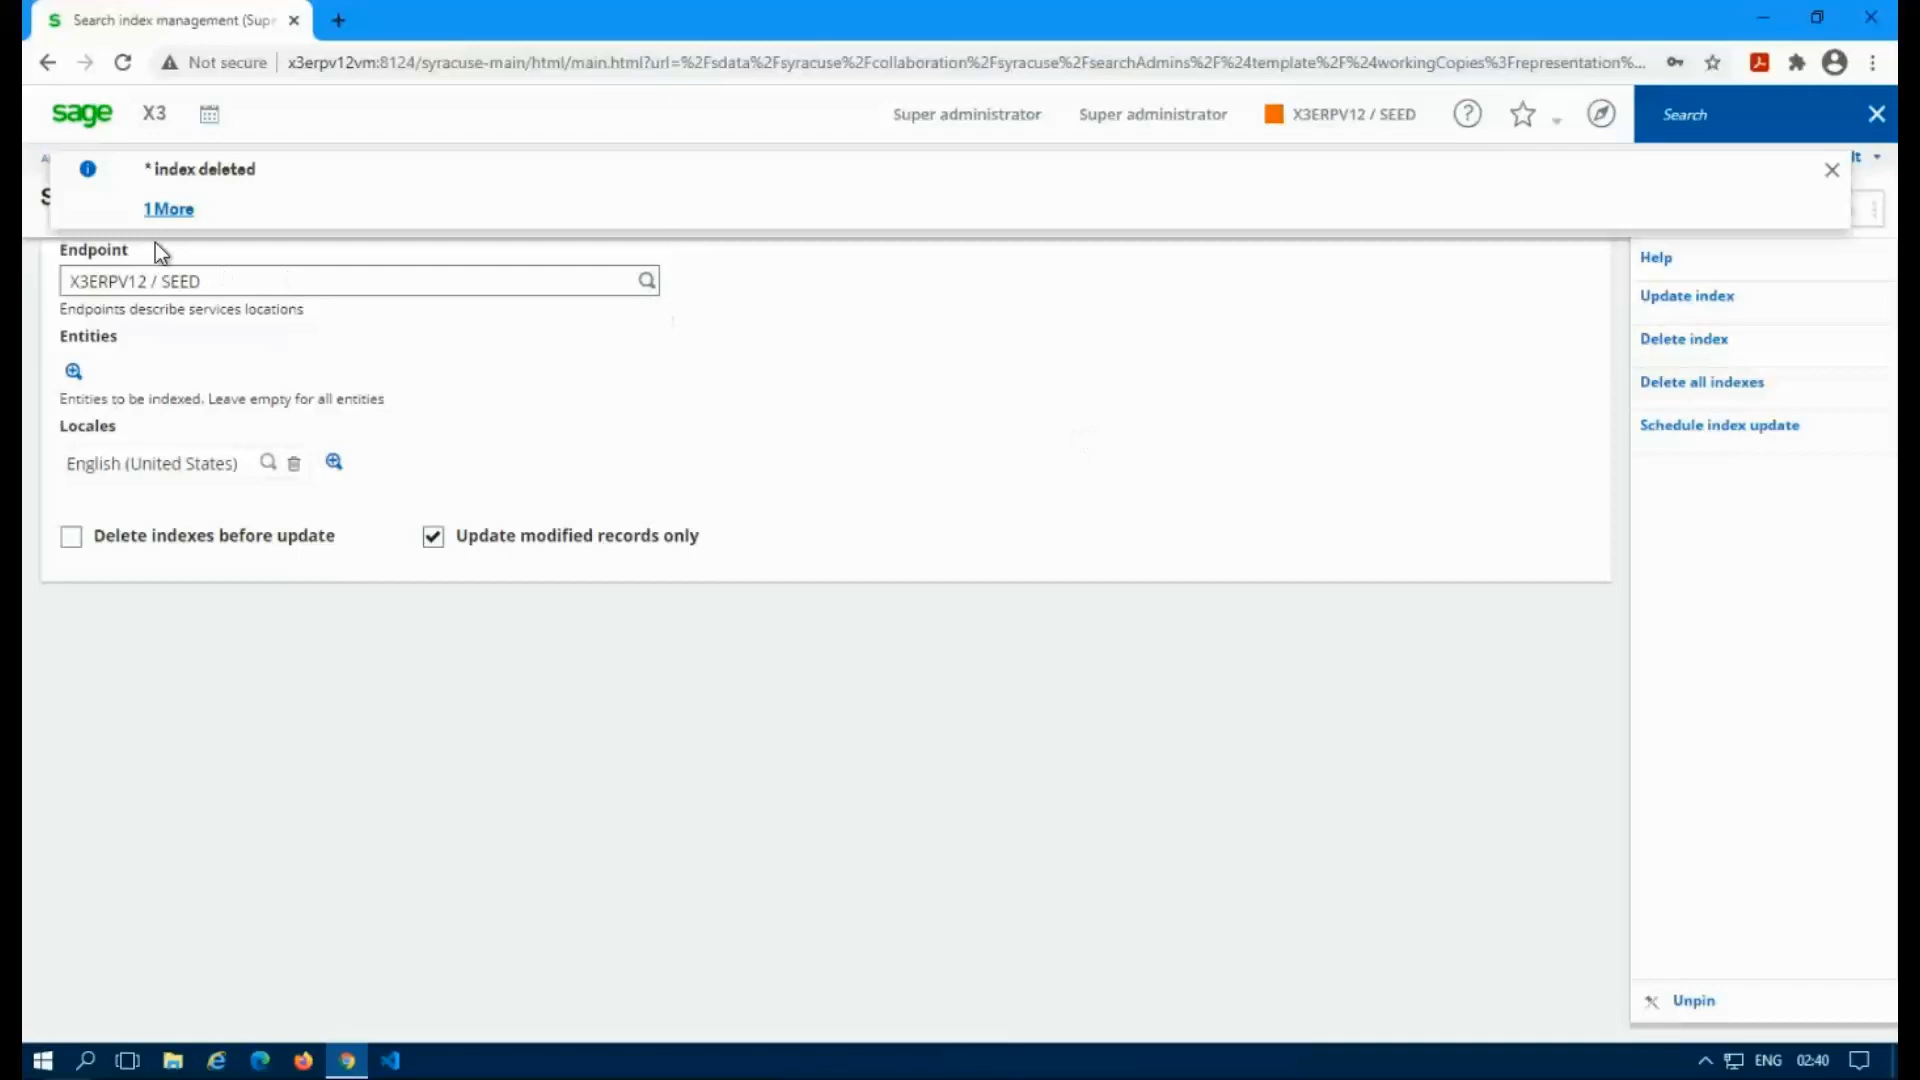 S Search index management (Supe
Not secure | x3erpv12vm:8124/syracuse-main/html/main.html?url=%2Fsdata%2Fsyracuse%2Fcollaboration%2Fsyracuse%2FsearchAdmins%2F%24template%2F%24workingCopies%3Frepresentation%...
sage X3 Super administrator Super administrator X3ERPV12 / SEED ? Search
* index deleted
1 More
lt
S
Endpoint
X3ERPV12 / SEED
Endpoints describe services locations
Entities
Entities to be indexed. Leave empty for all entities
Locales
English (United States)
Delete indexes before update Update modified records only
Help
Update index
Delete index
Delete all indexes
Schedule index update
Unpin
ENG 02:40